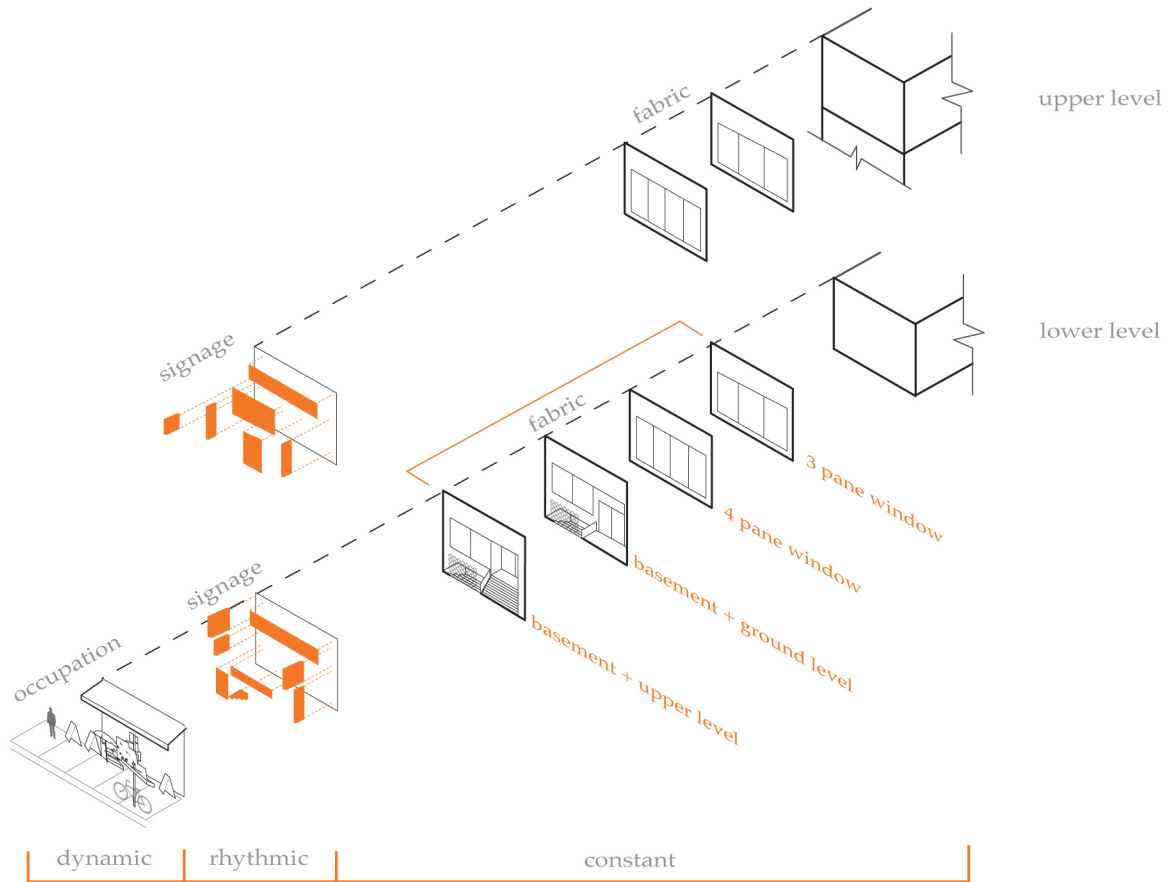 fabric
upper level
signage
lower level
fabric
3 pane window
4 pane window
basement + ground level
basement + upper level
signage
occupation
dynamic
rhythmic
constant